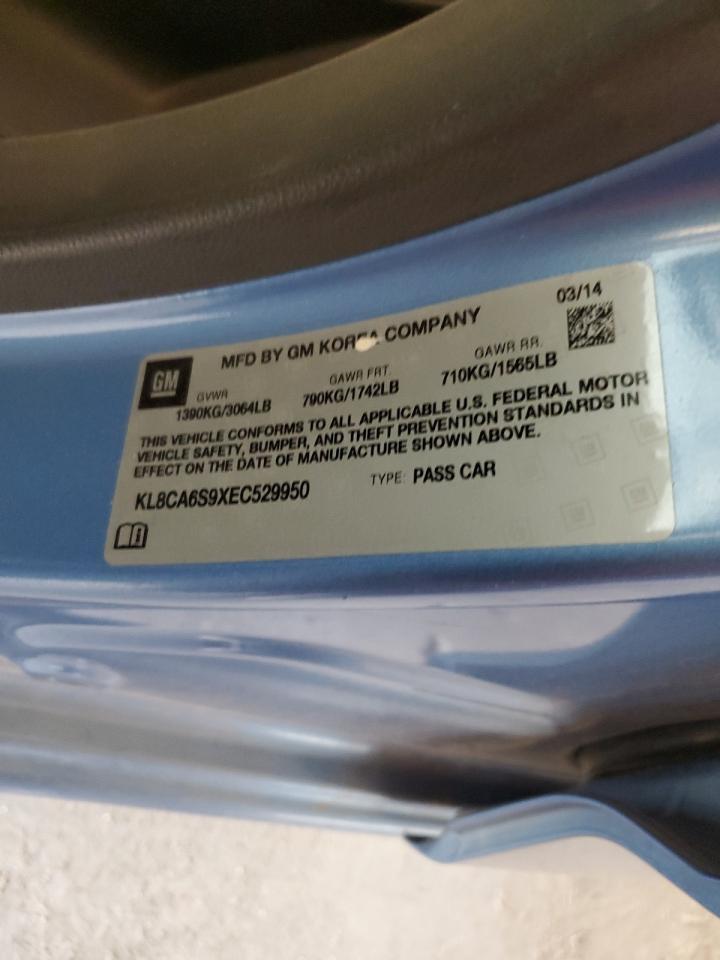 03/14
MFD BY GM KOREA COMPANY
GM
GVWR GAWR FRT. GAWR RR.
1390KG/3064LB 790KG/1742LB 710KG/1565LB
THIS VEHICLE CONFORMS TO ALL APPLICABLE U.S. FEDERAL MOTOR
VEHICLE SAFETY, BUMPER, AND THEFT PREVENTION STANDARDS IN
EFFECT ON THE DATE OF MANUFACTURE SHOWN ABOVE.
KL8CA6S9XEC529950 TYPE: PASS CAR